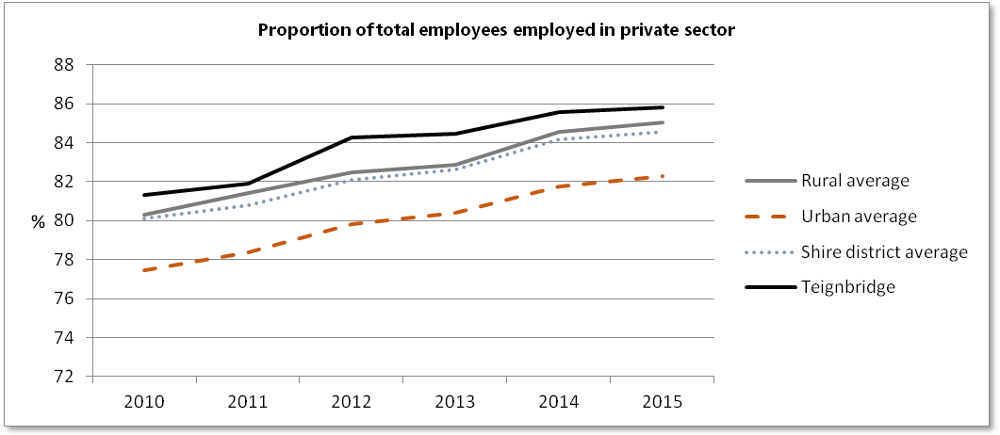 Proportion of total employees employed in private sector
88
86
84
82
80
78
76
74
72
%
2010 2011 2012 2013 2014 2015
Rural average
Urban average
Shire district average
Teignbridge